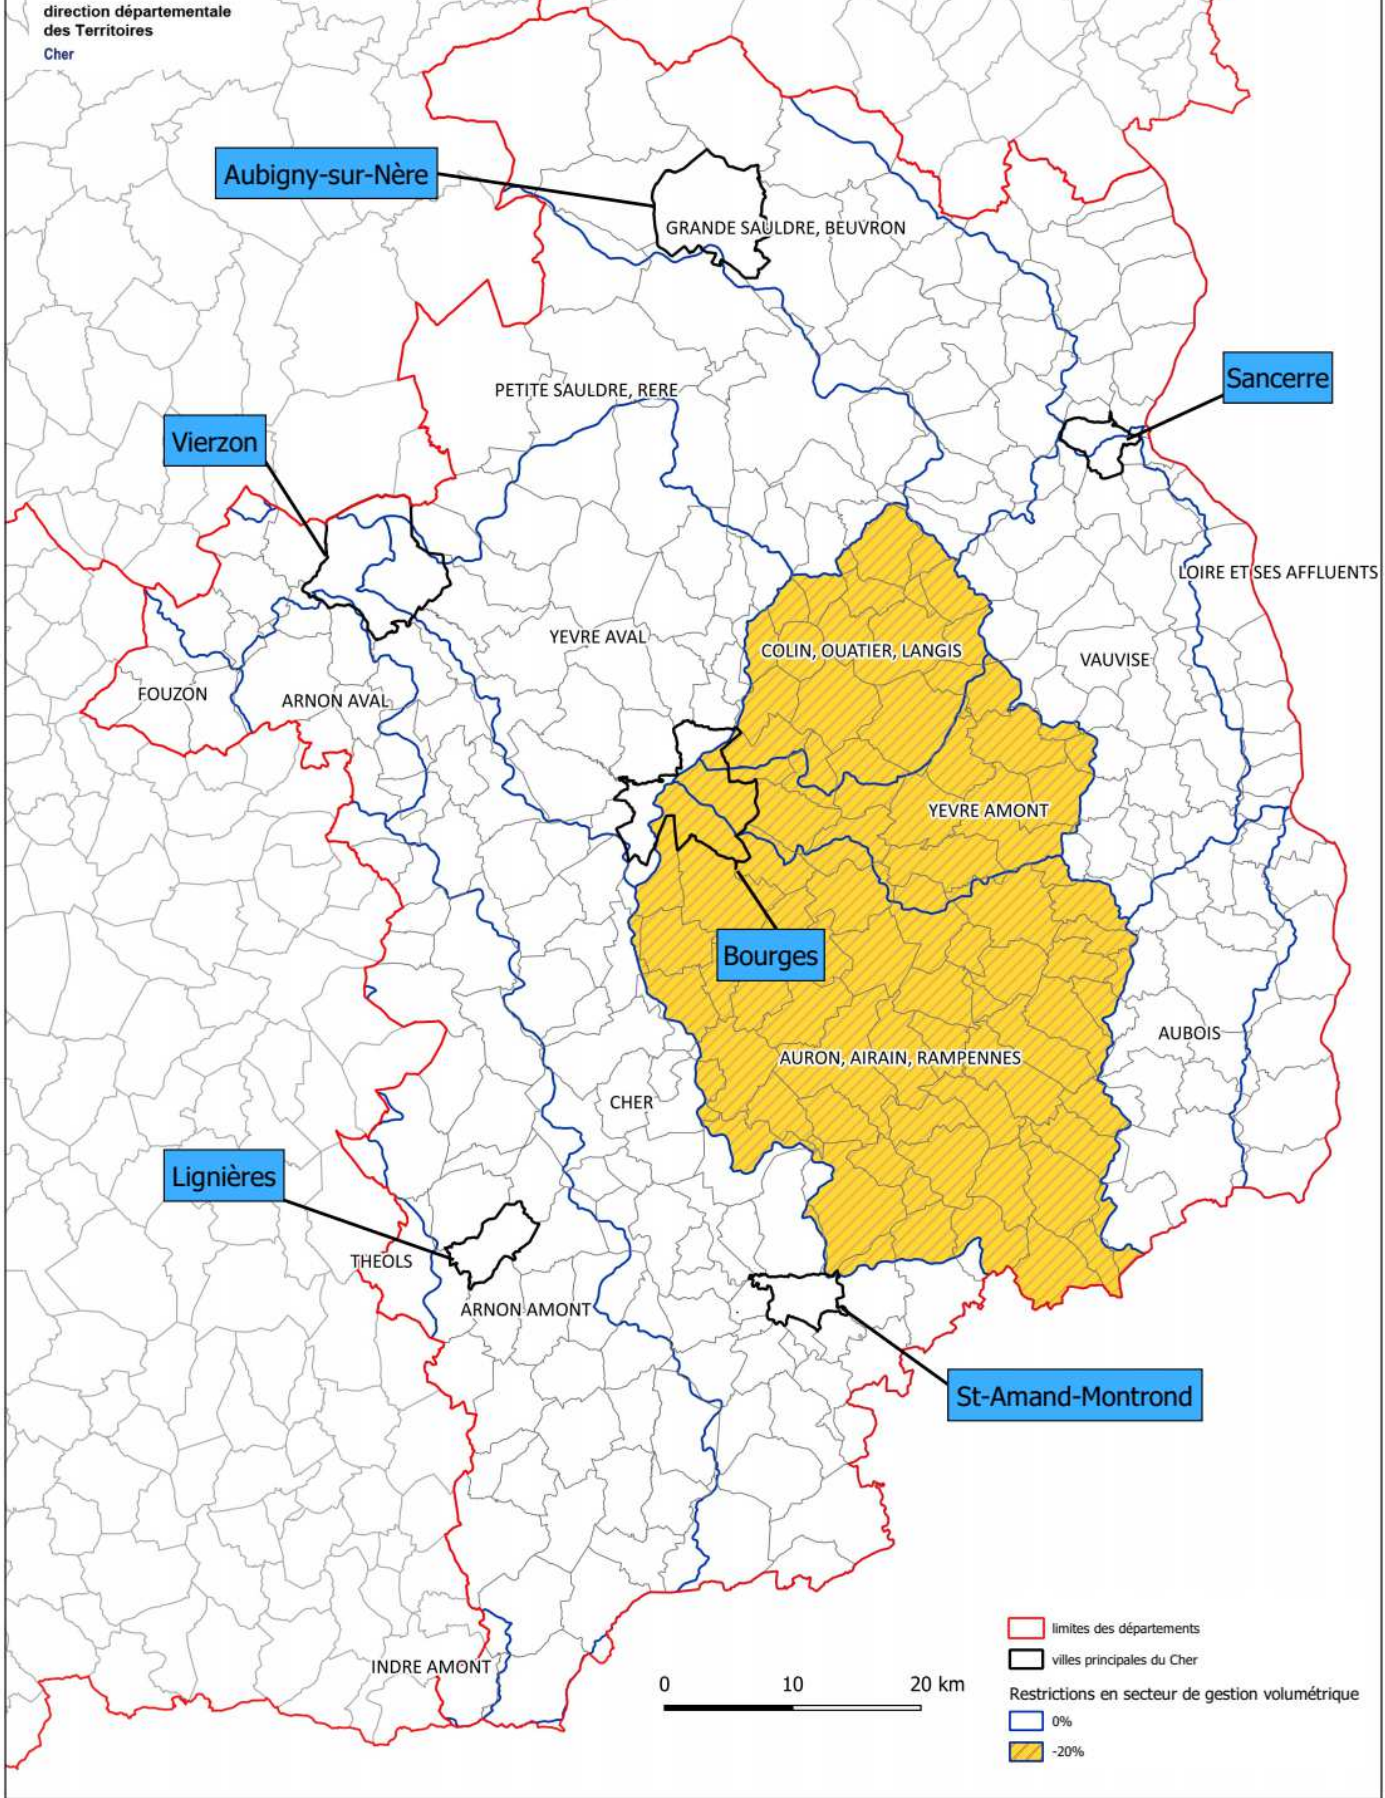 direction départementale
des Territoires
Cher
Aubigny-sur-Nère
GRANDE SAULDRE, BEUVRON
Sancerre
PETITE SAULDRE, RERE
Vierzon
LOIRE ET SES AFFLUENTS
YEVRE AVAL
COLIN, OUATIER, LANGIS
VAUVISE
FOUZON
ARNON AVAL
YEVRE AMONT
Bourges
AUBOIS
AURON, AIRAIN, RAMPENNES
CHER
Lignières
THEOLS
ARNON AMONT
St-Amand-Montrond
limites des départements
villes principales du Cher
INDRE AMONT
0 10 20 km
Restrictions en secteur de gestion volumétrique
0%
-20%